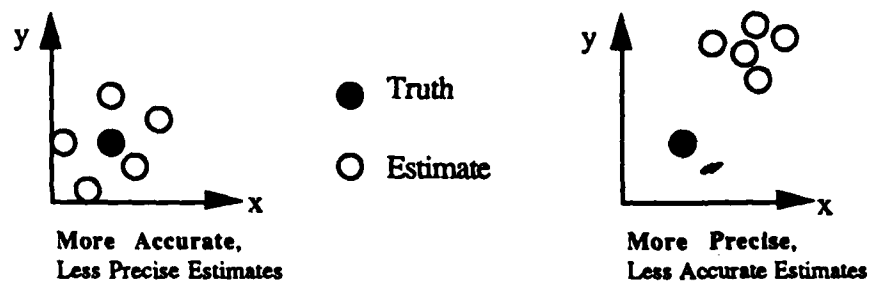 y
y
Truth
Estimate
x
x
More Accurate,
Less Precise Estimates
More Precise,
Less Accurate Estimates